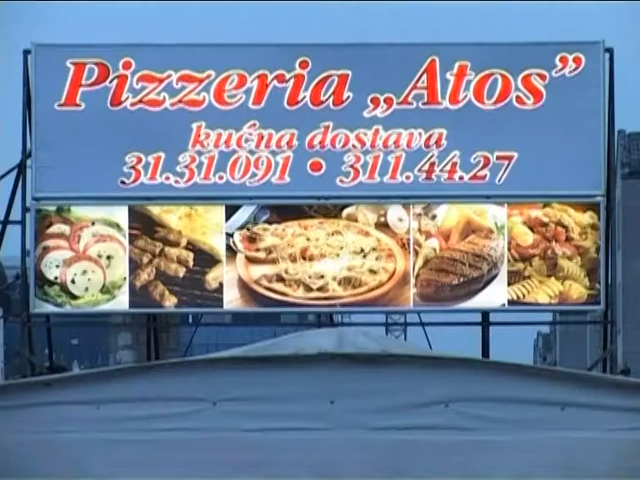 Pizzeria „Atos”
kućna dostava
31.31.091 • 311.44.27